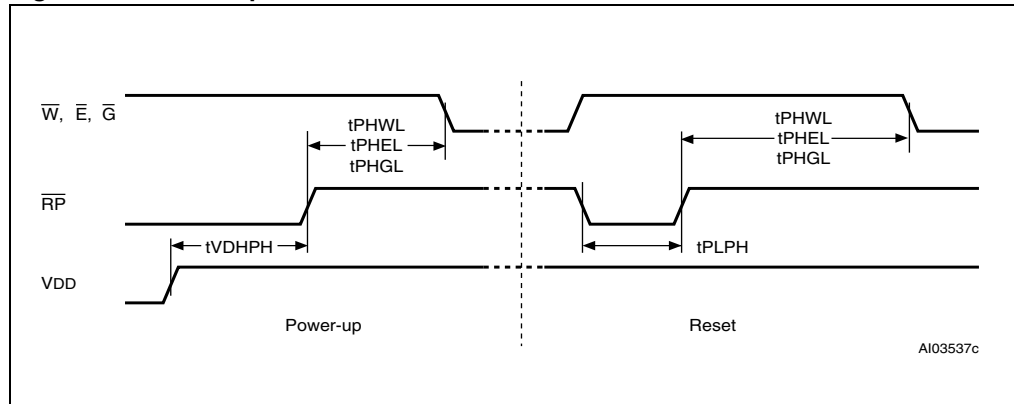 W, E, G
tPHWL
tPHEL
tPHGL
tPHWL
tPHEL
tPHGL
RP
tVDHPH
tPLPH
VDD
Power-up
Reset
AI03537c